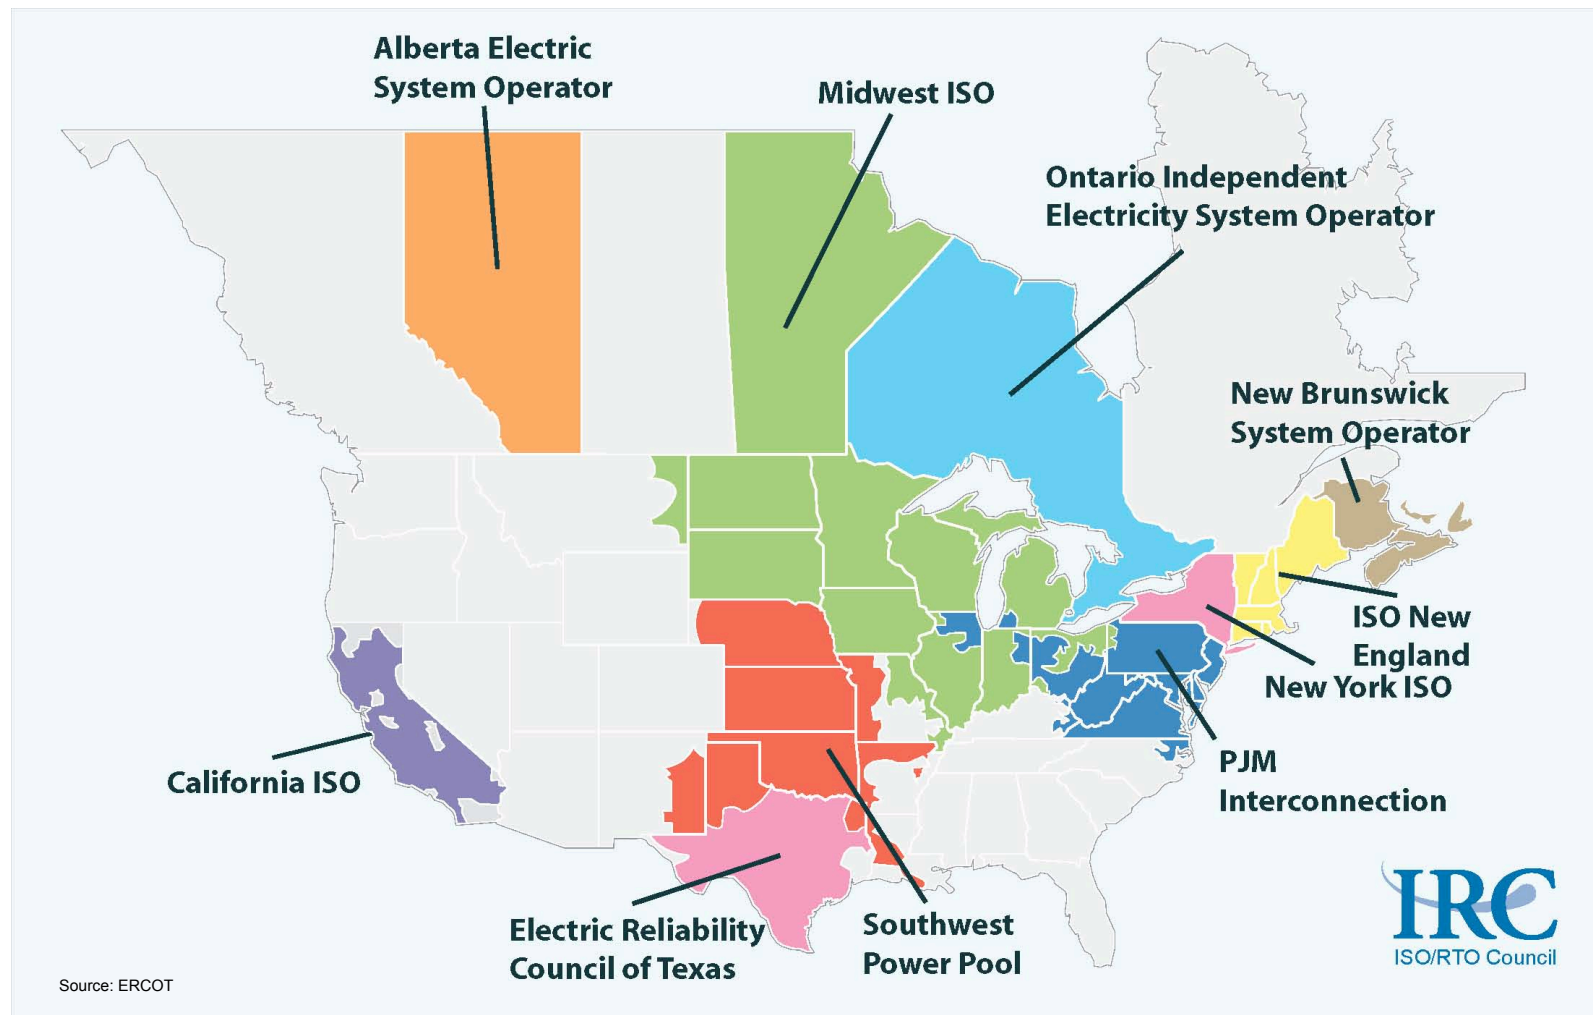 Alberta Electric
System Operator
Midwest ISO
Ontario Independent
Electricity System Operator
New Brunswick
System Operator
ISO New
England
New York ISO
PJM
Interconnection
California ISO
Electric Reliability
Council of Texas
Southwest
Power Pool
IRC
ISO/RTO Council
Source: ERCOT